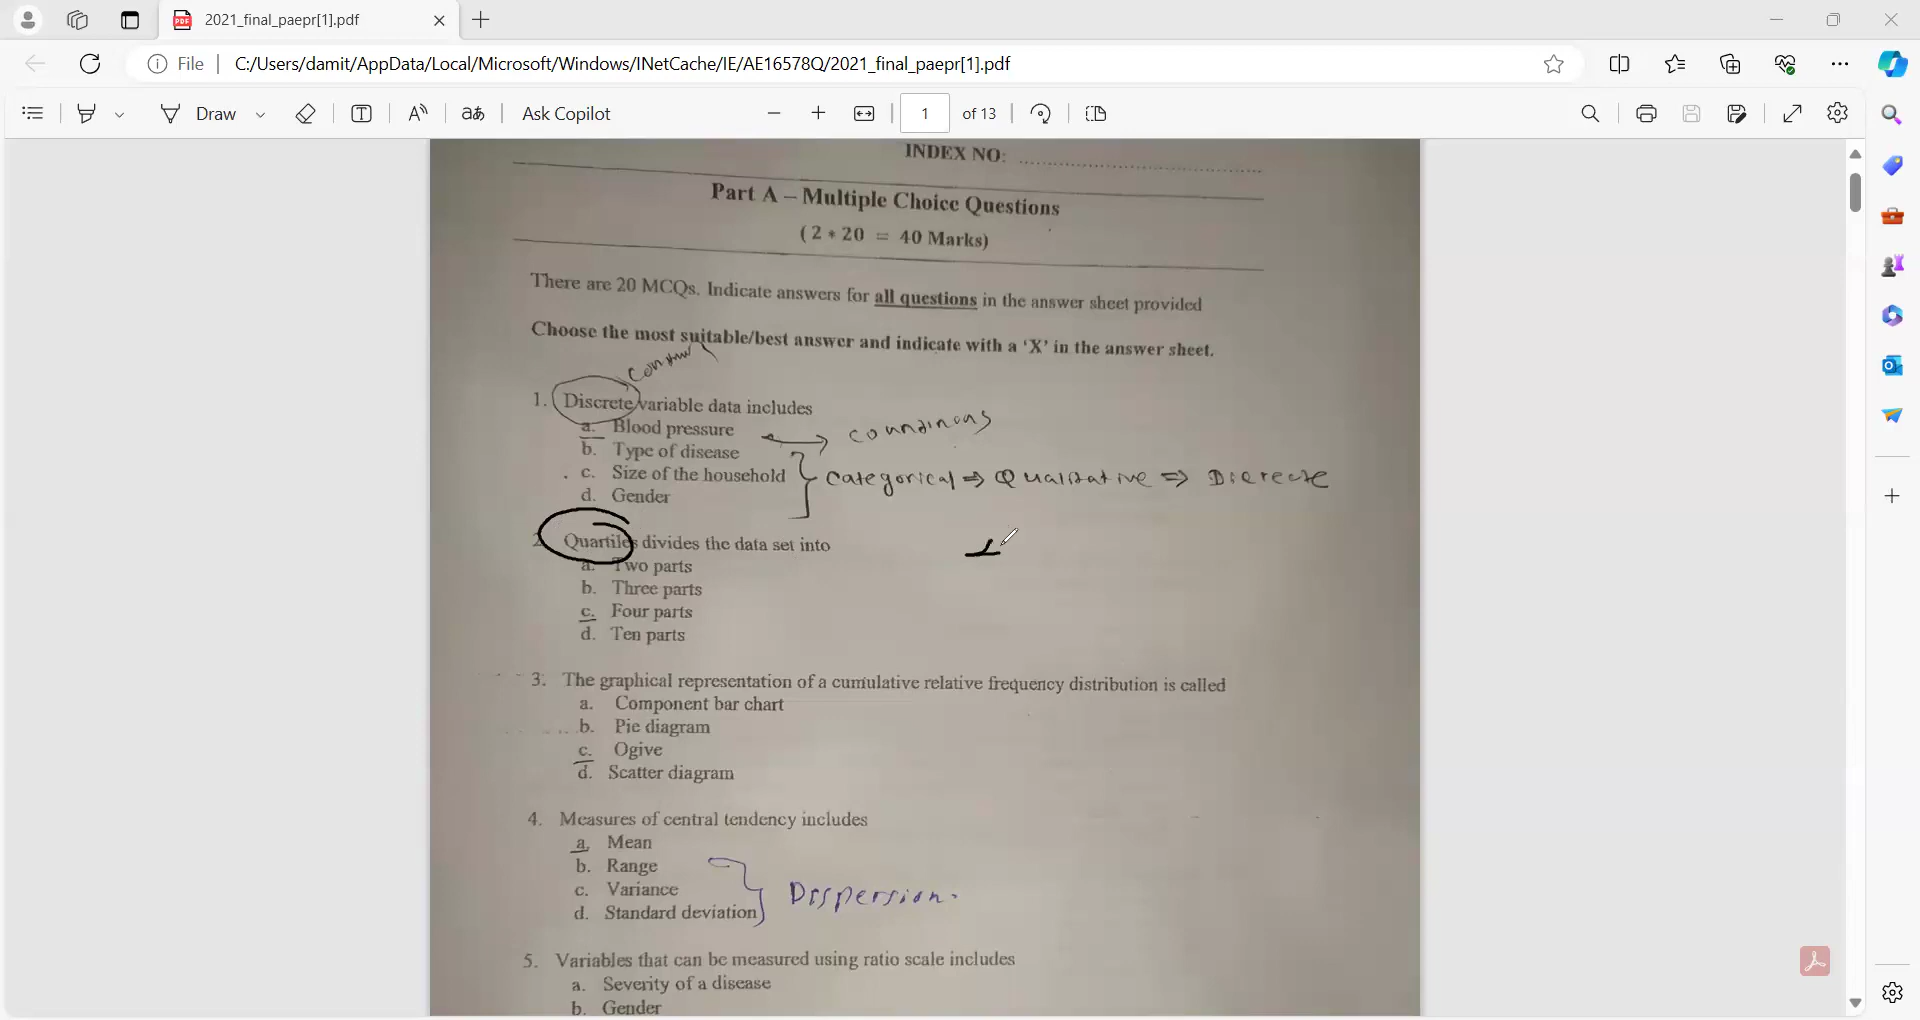 2021_final_paepr[1].pdf
File
C:/Users/damit/AppData/Local/Microsoft/Windows/INetCache/IE/AE16578Q/2021_final_paepr[1].pdf
Draw
Ask Copilot
1 of 13
INDEX NO: ........................................
Part A – Multiple Choice Questions
( 2 * 20 = 40 Marks)
There are 20 MCQs. Indicate answers for all questions in the answer sheet provided
Choose the most suitable/best answer and indicate with a ‘X’ in the answer sheet.
1. Discrete variable data includes
a. Blood pressure
countinous
b. Type of disease
c. Size of the household
Categorical ⇒ Qualitative ⇒ Dicrecte
d. Gender
2. Quartiles divides the data set into
a. Two parts
b. Three parts
c. Four parts
d. Ten parts
3. The graphical representation of a cumulative relative frequency distribution is called
a. Component bar chart
b. Pie diagram
c. Ogive
d. Scatter diagram
4. Measures of central tendency includes
a. Mean
b. Range
c. Variance
Dispersion.
d. Standard deviation
5. Variables that can be measured using ratio scale includes
a. Severity of a disease
b. Gender